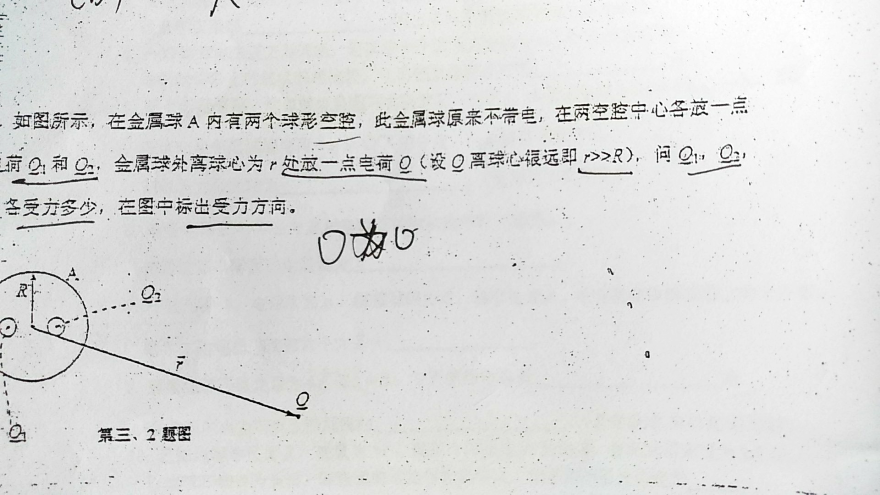 如图所示，在金属球A内有两个球形空腔，此金属球原来不带电，在两空腔中心各放一点
电荷Q1和Q2，金属球外离球心为r处放一点电荷Q（设Q离球心很远即r>>R），问Q1，Q2，
各受力多少，在图中标出受力方向。
A
R
Q2
r
Q
Q1
第三、2题图